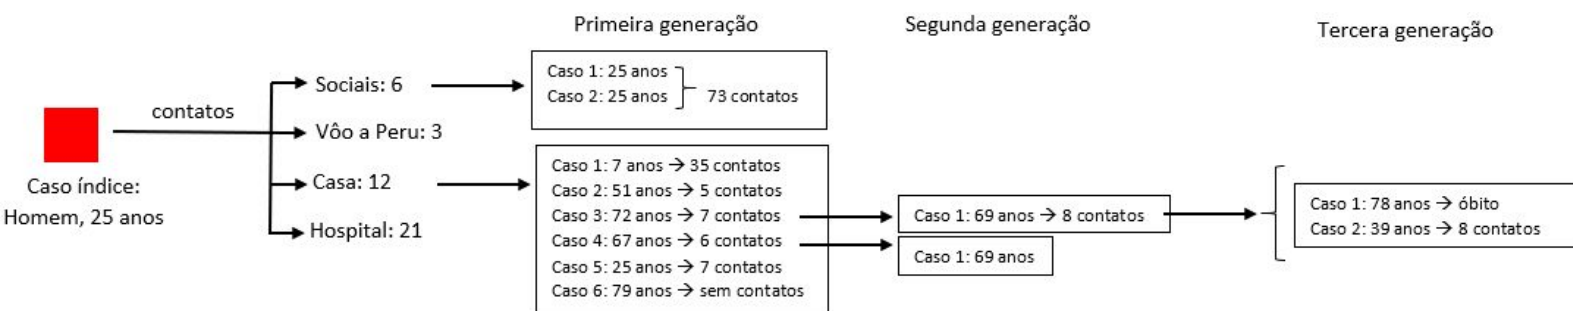 Primeira generação
Segunda generação
Tercera generação
contatos
Caso índice:
Homem, 25 anos
Sociais: 6
Vôo a Peru: 3
Casa: 12
Hospital: 21
Caso 1: 25 anos
Caso 2: 25 anos
73 contatos
Caso 1: 7 anos → 35 contatos
Caso 2: 51 anos → 5 contatos
Caso 3: 72 anos → 7 contatos
Caso 4: 67 anos → 6 contatos
Caso 5: 25 anos → 7 contatos
Caso 6: 79 anos → sem contatos
Caso 1: 69 anos → 8 contatos
Caso 1: 69 anos
Caso 1: 78 anos → óbito
Caso 2: 39 anos → 8 contatos